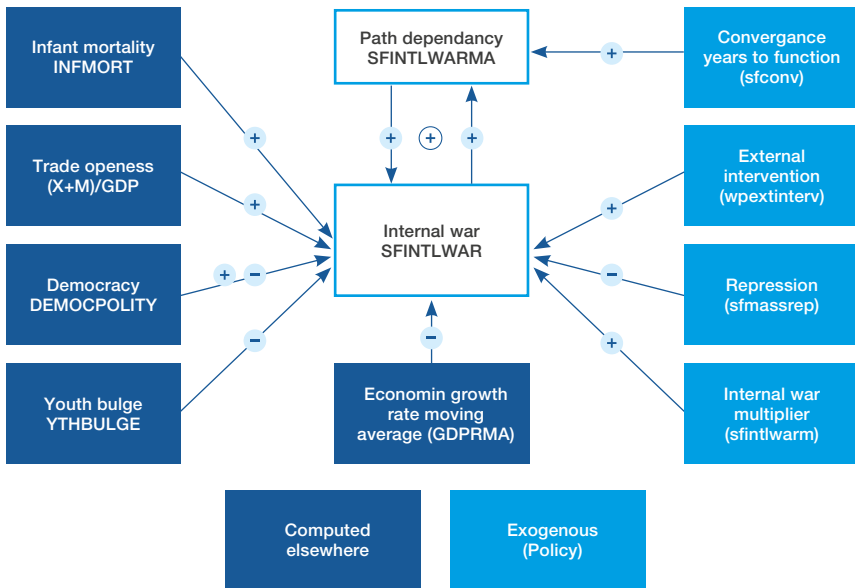 Infant mortality
INFMORT
Path dependancy
SFINTLWARMA
Convergance
years to function
(sfconv)
+
+
+
+
+
Trade openess
(X+M)/GDP
External
intervention
(wpextinterv)
+
+
Internal war
SFINTLWAR
Democracy
DEMOCPOLITY
+
−
−
Repression
(sfmassrep)
−
−
+
Youth bulge
YTHBULGE
Economin growth
rate moving
average (GDPRMA)
Internal war
multiplier
(sfintlwarm)
Computed
elsewhere
Exogenous
(Policy)